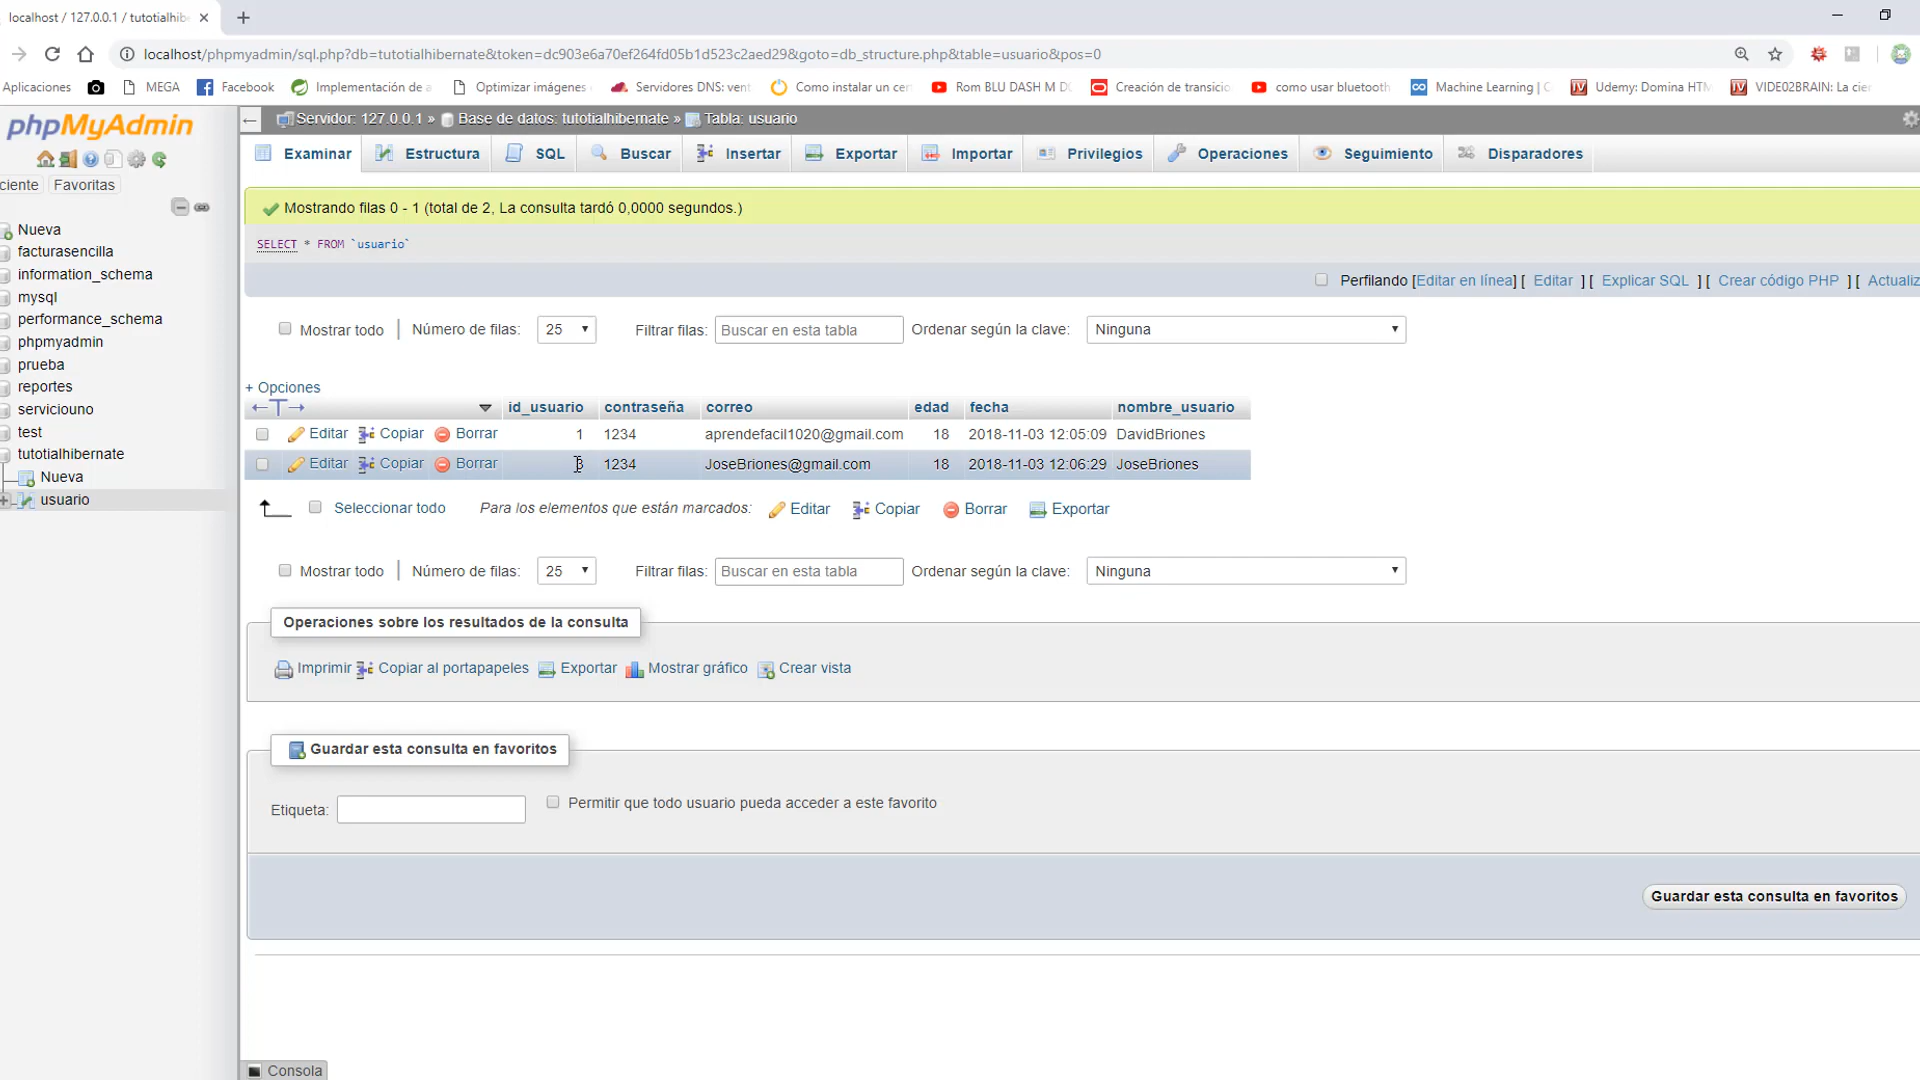 localhost / 127.0.0.1 / tutotialhib
localhost/phpmyadmin/sql.php?db=tutotialhibernate&token=dc903e6a70ef264fd05b1d523c2aed29&goto=db_structure.php&table=usuario&pos=0
Aplicaciones MEGA Facebook Implementación de a Optimizar imágenes Servidores DNS: vent Como instalar un cer Rom BLU DASH M DO Creación de transicio como usar bluetooth Machine Learning | C Udemy: Domina HTM VIDEO2BRAIN: La cie
phpMyAdmin
ciente Favoritas
Nueva
facturasencilla
information_schema
mysql
performance_schema
phpmyadmin
prueba
reportes
serviciouno
test
tutotialhibernate
Nueva
usuario
Servidor: 127.0.0.1 » Base de datos: tutotialhibernate » Tabla: usuario
Examinar Estructura SQL Buscar Insertar Exportar Importar Privilegios Operaciones Seguimiento Disparadores
Mostrando filas 0 - 1 (total de 2, La consulta tardó 0,0000 segundos.)
SELECT * FROM `usuario`
Perfilando [Editar en línea] [ Editar ] [ Explicar SQL ] [ Crear código PHP ] [ Actualiz
Mostrar todo | Número de filas: 25 Filtrar filas: Buscar en esta tabla Ordenar según la clave: Ninguna
+ Opciones
←T→ id_usuario contraseña correo edad fecha nombre_usuario
Editar Copiar Borrar 1 1234 aprendefacil1020@gmail.com 18 2018-11-03 12:05:09 DavidBriones
Editar Copiar Borrar 3 1234 JoseBriones@gmail.com 18 2018-11-03 12:06:29 JoseBriones
Seleccionar todo Para los elementos que están marcados: Editar Copiar Borrar Exportar
Mostrar todo | Número de filas: 25 Filtrar filas: Buscar en esta tabla Ordenar según la clave: Ninguna
Operaciones sobre los resultados de la consulta
Imprimir Copiar al portapapeles Exportar Mostrar gráfico Crear vista
Guardar esta consulta en favoritos
Etiqueta: Permitir que todo usuario pueda acceder a este favorito
Guardar esta consulta en favoritos
Consola